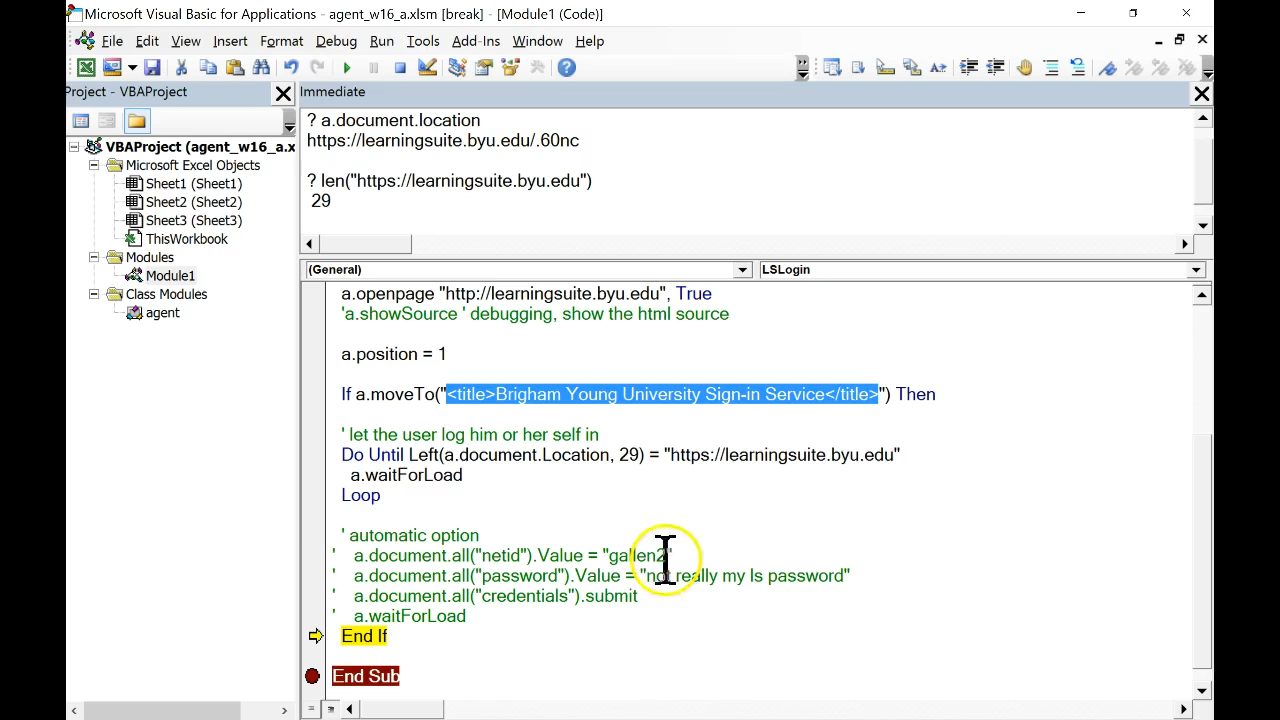 Microsoft Visual Basic for Applications - agent_w16_a.xlsm [break] - [Module1 (Code)]
File Edit View Insert Format Debug Run Tools Add-Ins Window Help
Project - VBAProject
Immediate
VBAProject (agent_w16_a.x
Microsoft Excel Objects
Sheet1 (Sheet1)
Sheet2 (Sheet2)
Sheet3 (Sheet3)
ThisWorkbook
Modules
Module1
Class Modules
agent
? a.document.location
https://learningsuite.byu.edu/.60nc
? len("https://learningsuite.byu.edu")
29
(General)
LSLogin
a.openpage "http://learningsuite.byu.edu", True
'a.showSource ' debugging, show the html source
a.position = 1
If a.moveTo("<title>Brigham Young University Sign-in Service</title>") Then
' let the user log him or her self in
Do Until Left(a.document.Location, 29) = "https://learningsuite.byu.edu"
a.waitForLoad
Loop
' automatic option
' a.document.all("netid").Value = "gallen2"
' a.document.all("password").Value = "not really my ls password"
' a.document.all("credentials").submit
' a.waitForLoad
End If
End Sub